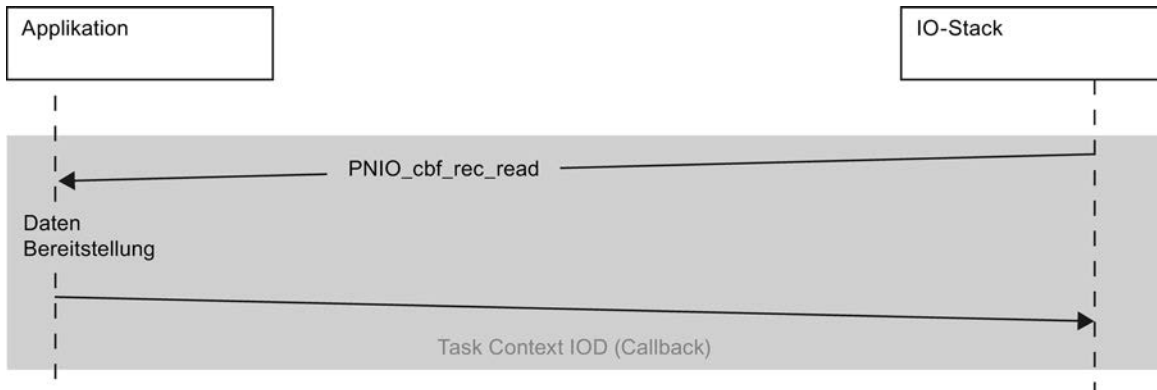 Applikation
IO-Stack
PNIO_cbf_rec_read
Daten
Bereitstellung
Task Context IOD (Callback)